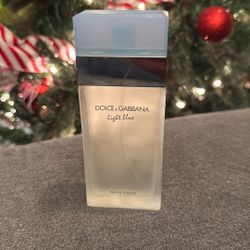 DOLCE & GABBANA
light blue
EAU DE TOILETTE